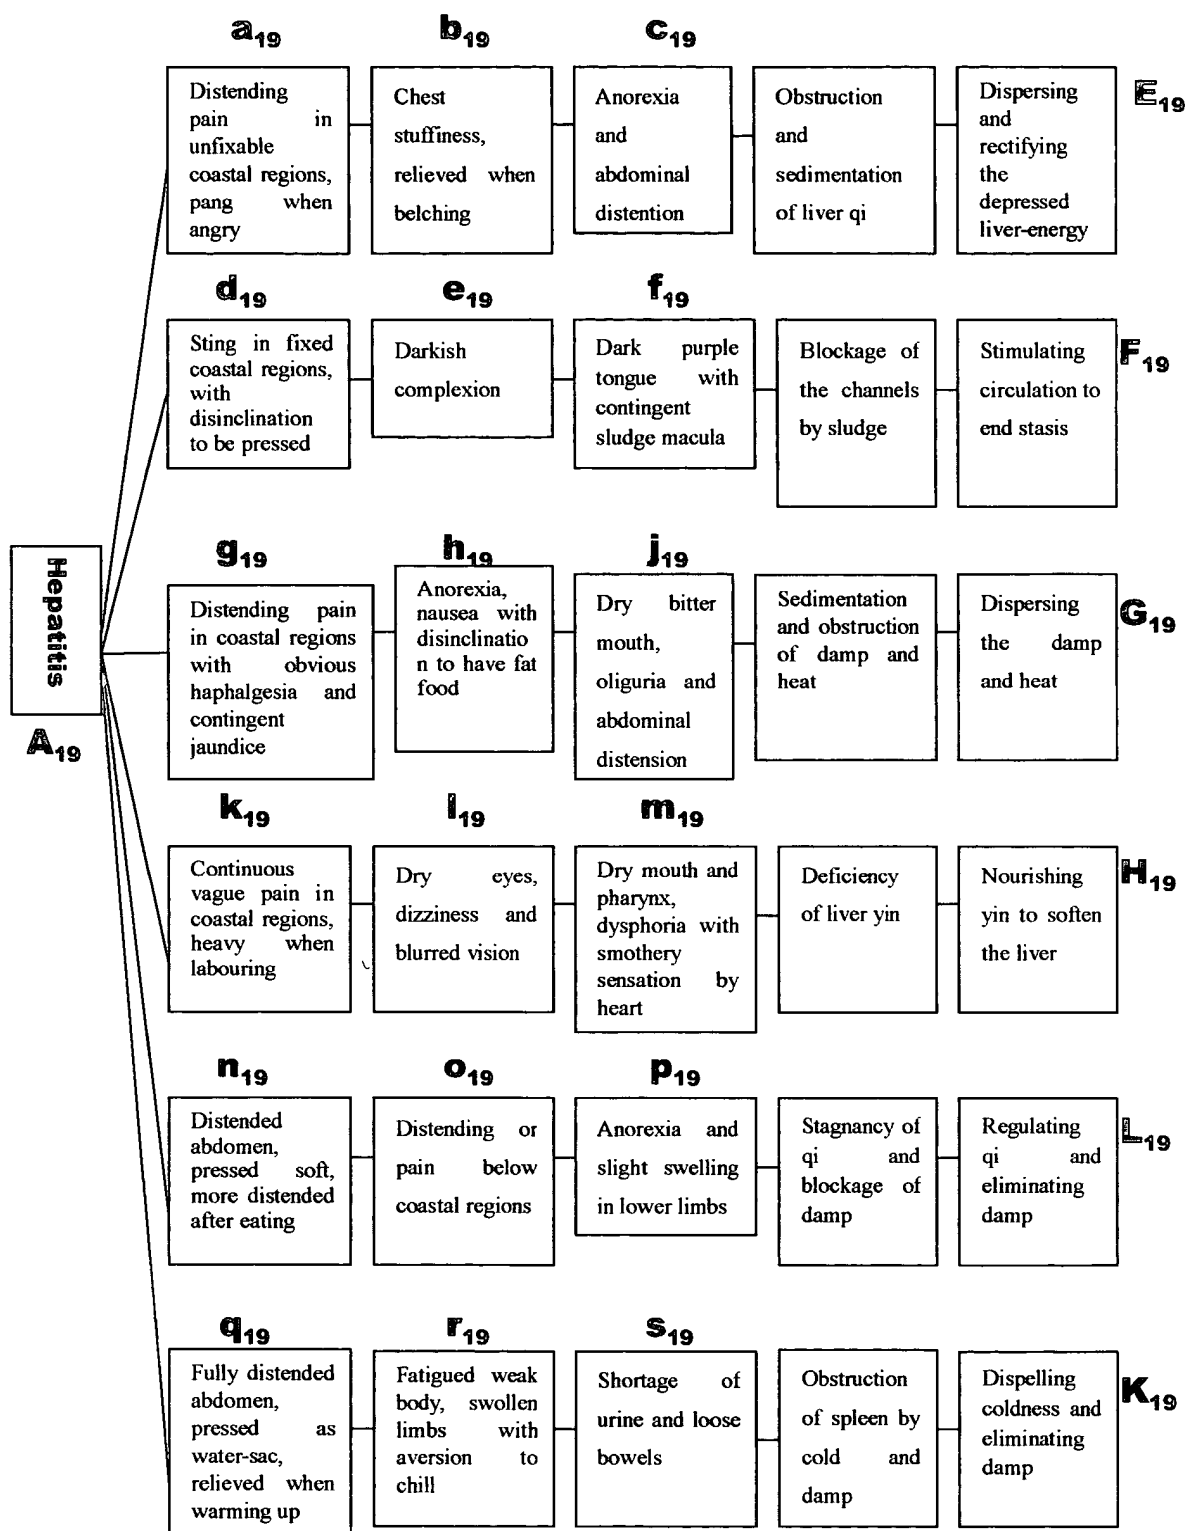 a19
b19
c19
Distending
pain in
unfixable
coastal regions,
pang when
angry
Chest
stuffiness,
relieved when
belching
Anorexia
and
abdominal
distention
Obstruction
and
sedimentation
of liver qi
Dispersing
and
rectifying
the
depressed
liver-energy
E19
d19
e19
f19
Sting in fixed
coastal regions,
with
disinclination
to be pressed
Darkish
complexion
Dark purple
tongue with
contingent
sludge macula
Blockage of
the channels
by sludge
Stimulating
circulation to
end stasis
F19
Hepatitis
A19
g19
h19
j19
Distending pain
in coastal regions
with obvious
haphalgesia and
contingent
jaundice
Anorexia,
nausea with
disinclinatio
n to have fat
food
Dry bitter
mouth,
oliguria and
abdominal
distension
Sedimentation
and obstruction
of damp and
heat
Dispersing
the damp
and heat
G19
k19
l19
m19
Continuous
vague pain in
coastal regions,
heavy when
labouring
Dry eyes,
dizziness and
blurred vision
Dry mouth and
pharynx,
dysphoria with
smothery
sensation by
heart
Deficiency
of liver yin
Nourishing
yin to soften
the liver
H19
n19
o19
p19
Distended
abdomen,
pressed soft,
more distended
after eating
Distending or
pain below
coastal regions
Anorexia and
slight swelling
in lower limbs
Stagnancy of
qi and
blockage of
damp
Regulating
qi and
eliminating
damp
L19
q19
r19
s19
Fully distended
abdomen,
pressed as
water-sac,
relieved when
warming up
Fatigued weak
body, swollen
limbs with
aversion to
chill
Shortage of
urine and loose
bowels
Obstruction
of spleen by
cold and
damp
Dispelling
coldness and
eliminating
damp
K19